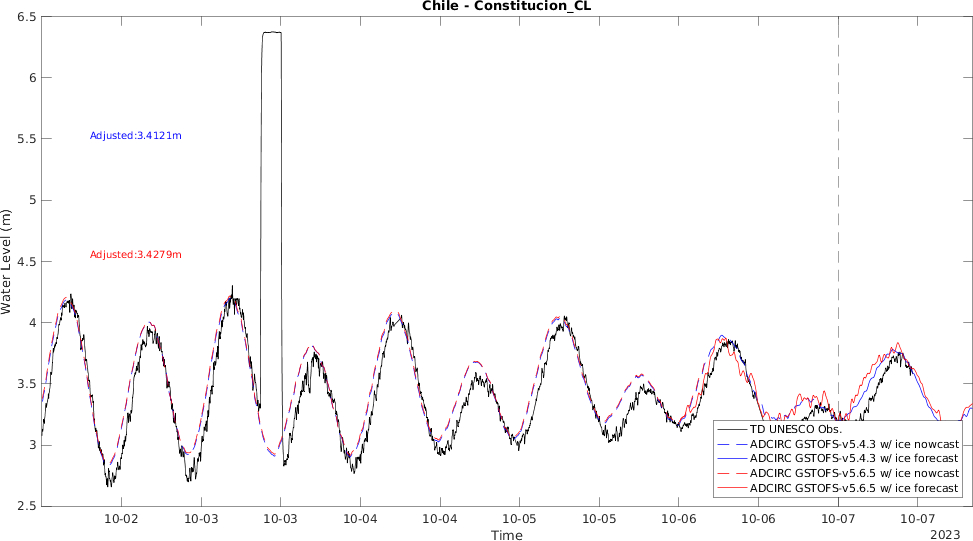 Chile - Constitucion_CL
6.5
6
5.5
5
4.5
4
3.5
3
2.5
Water Level (m)
Adjusted:3.4121m
Adjusted:3.4279m
TD UNESCO Obs.
ADCIRC GSTOFS-v5.4.3 w/ ice nowcast
ADCIRC GSTOFS-v5.4.3 w/ ice forecast
ADCIRC GSTOFS-v5.6.5 w/ ice nowcast
ADCIRC GSTOFS-v5.6.5 w/ ice forecast
10-02 10-03 10-03 10-04 10-04 10-05 10-05 10-06 10-06 10-07 10-07
Time
2023